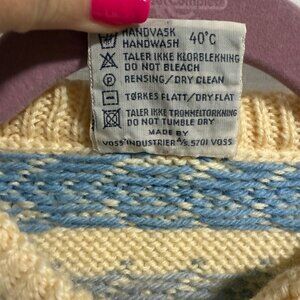 HANDVASK 40°C
HANDWASH
TALER IKKE KLORBLEKNING
DO NOT BLEACH
RENSING/DRY CLEAN
TØRKES FLATT/DRY FLAT
TALER IKKE TROMMELTØRKNING
DO NOT TUMBLE DRY
MADE BY
VOSS INDUSTRIER A/S. 5701 VOSS